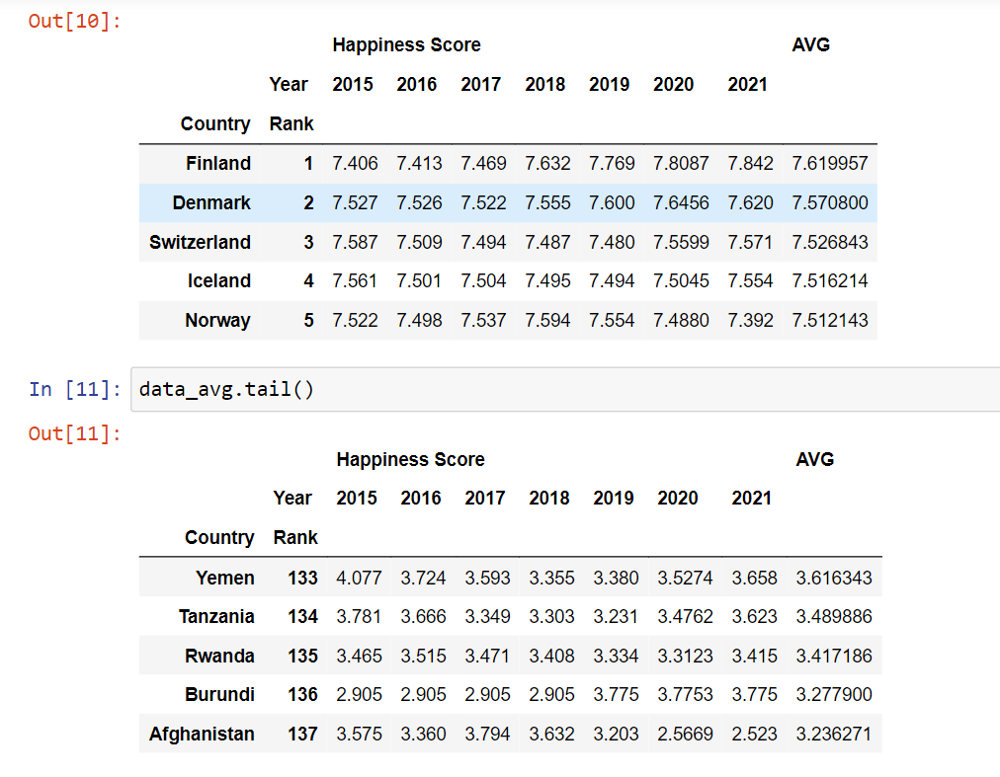 Out[10]:
Happiness Score AVG
Year 2015 2016 2017 2018 2019 2020 2021
Country Rank
Finland 1 7.406 7.413 7.469 7.632 7.769 7.8087 7.842 7.619957
Denmark 2 7.527 7.526 7.522 7.555 7.600 7.6456 7.620 7.570800
Switzerland 3 7.587 7.509 7.494 7.487 7.480 7.5599 7.571 7.526843
Iceland 4 7.561 7.501 7.504 7.495 7.494 7.5045 7.554 7.516214
Norway 5 7.522 7.498 7.537 7.594 7.554 7.4880 7.392 7.512143
In [11]: data_avg.tail()
Out[11]:
Happiness Score AVG
Year 2015 2016 2017 2018 2019 2020 2021
Country Rank
Yemen 133 4.077 3.724 3.593 3.355 3.380 3.5274 3.658 3.616343
Tanzania 134 3.781 3.666 3.349 3.303 3.231 3.4762 3.623 3.489886
Rwanda 135 3.465 3.515 3.471 3.408 3.334 3.3123 3.415 3.417186
Burundi 136 2.905 2.905 2.905 2.905 3.775 3.7753 3.775 3.277900
Afghanistan 137 3.575 3.360 3.794 3.632 3.203 2.5669 2.523 3.236271